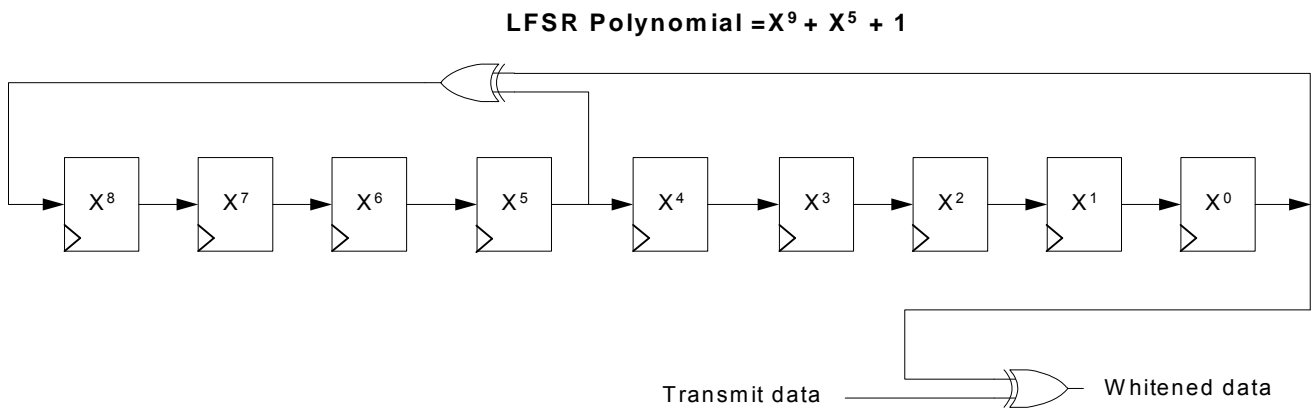 LFSR Polynomial =X⁹ + X⁵ + 1
X⁸ X⁷ X⁶ X⁵ X⁴ X³ X² X¹ X⁰
Transmit data
Whitened data